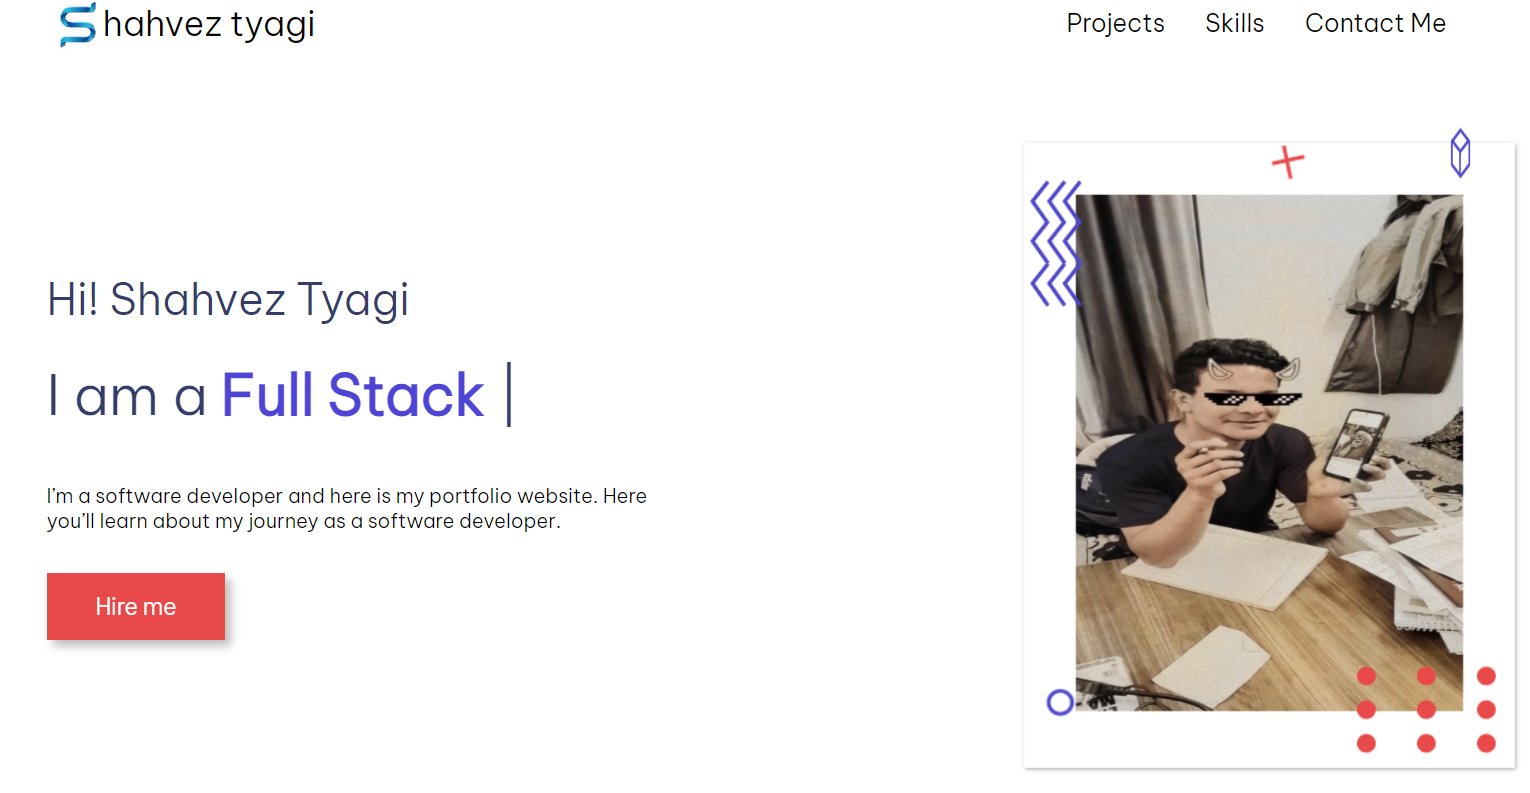 Shahvez tyagi
Projects Skills Contact Me
Hi! Shahvez Tyagi
I am a Full Stack |
I'm a software developer and here is my portfolio website. Here
you'll learn about my journey as a software developer.
Hire me